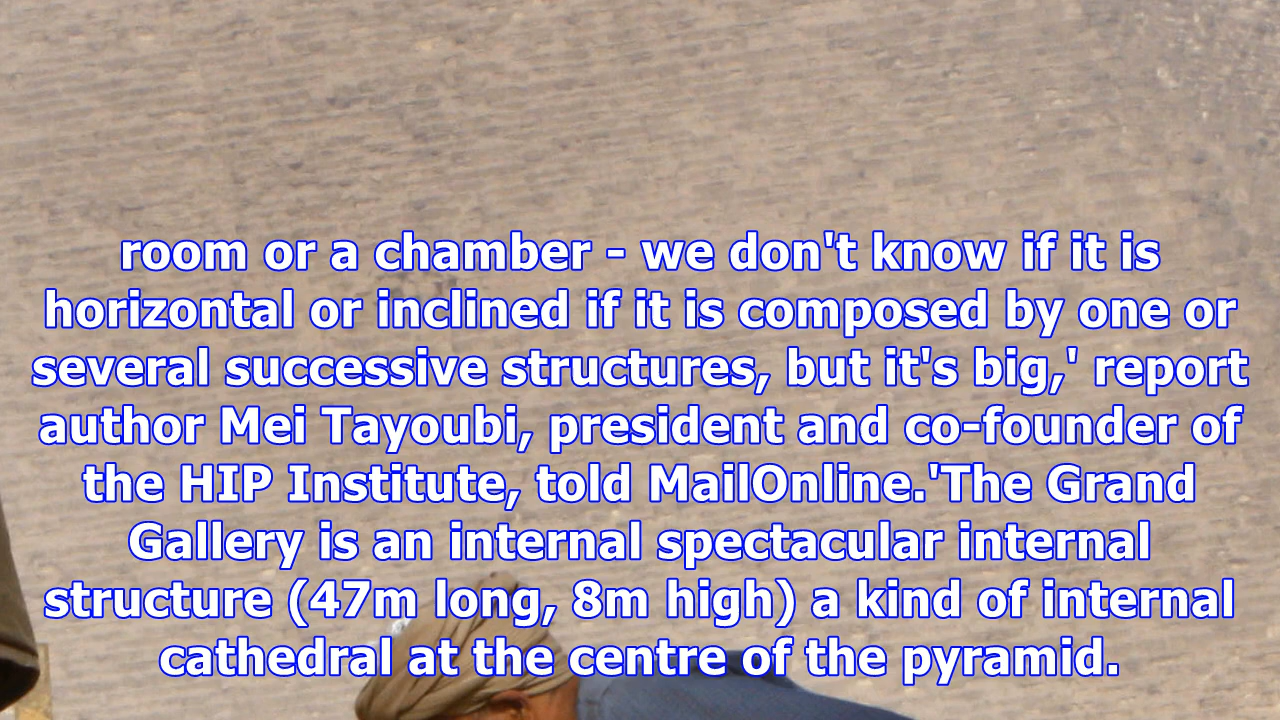 room or a chamber - we don't know if it is
horizontal or inclined if it is composed by one or
several successive structures, but it's big,' report
author Mei Tayoubi, president and co-founder of
the HIP Institute, told MailOnline.'The Grand
Gallery is an internal spectacular internal
structure (47m long, 8m high) a kind of internal
cathedral at the centre of the pyramid.